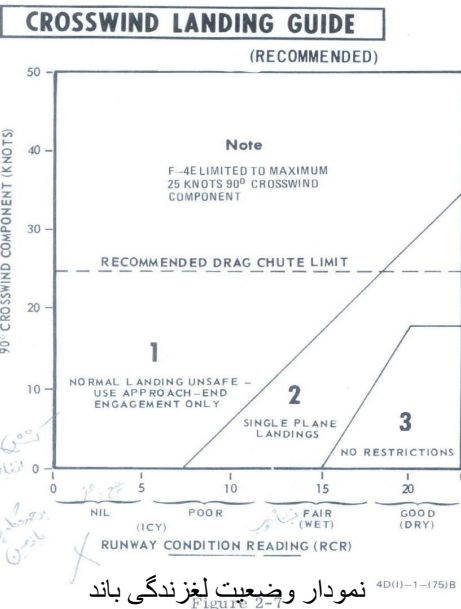 CROSSWIND LANDING GUIDE
(RECOMMENDED)
50
40
30
20
10
0
90° CROSSWIND COMPONENT (KNOTS)
Note
F-4E LIMITED TO MAXIMUM
25 KNOTS 90° CROSSWIND
COMPONENT
RECOMMENDED DRAG CHUTE LIMIT
1
NORMAL LANDING UNSAFE –
USE APPROACH-END
ENGAGEMENT ONLY
2
SINGLE PLANE
LANDINGS
3
NO RESTRICTIONS
0 5 10 15 20
NIL POOR FAIR GOOD
(ICY) (WET) (DRY)
RUNWAY CONDITION READING (RCR)
4D(I)-1-(75)B
Figure 2-7
نمودار وضعیت لغزندگی باند